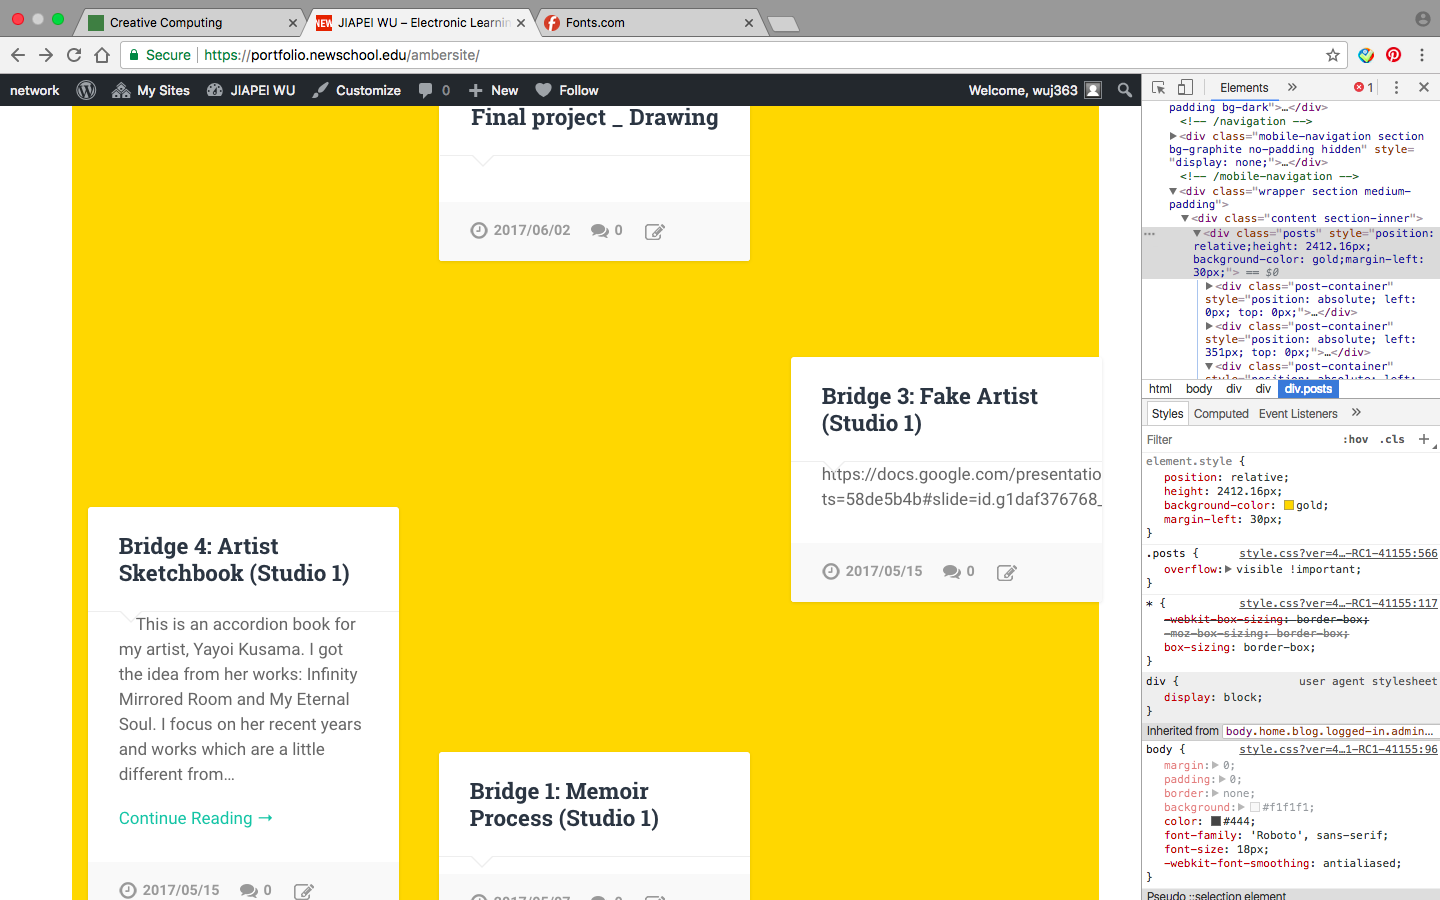 Creative Computing
JIAPEI WU – Electronic Learnin
Fonts.com
Secure
https://portfolio.newschool.edu/ambersite/
network
My Sites
JIAPEI WU
Customize
0
New
Follow
Welcome, wuj363
Final project _ Drawing
2017/06/02
0
Bridge 3: Fake Artist
(Studio 1)
https://docs.google.com/presentatio
ts=58de5b4b#slide=id.g1daf376768_
2017/05/15
0
Bridge 4: Artist
Sketchbook (Studio 1)
This is an accordion book for
my artist, Yayoi Kusama. I got
the idea from her works: Infinity
Mirrored Room and My Eternal
Soul. I focus on her recent years
and works which are a little
different from...
Continue Reading →
2017/05/15
0
Bridge 1: Memoir
Process (Studio 1)
2017/05/07
Elements
»
1
padding bg-dark">…</div>
<!-- /navigation -->
<div class="mobile-navigation section
bg-graphite no-padding hidden" style=
"display: none;">…</div>
<!-- /mobile-navigation -->
<div class="wrapper section medium-
padding">
<div class="content section-inner">
<div class="posts" style="position:
relative;height: 2412.16px;
background-color: gold;margin-left:
30px;"> == $0
<div class="post-container"
style="position: absolute; left:
0px; top: 0px;">…</div>
<div class="post-container"
style="position: absolute; left:
351px; top: 0px;">…</div>
<div class="post-container"
style="position: absolute; left:
html body div div div.posts
Styles Computed Event Listeners »
Filter :hov .cls +
element.style {
position: relative;
height: 2412.16px;
background-color: gold;
margin-left: 30px;
}
.posts { style.css?ver=4…-RC1-41155:566
overflow: visible !important;
}
* { style.css?ver=4…-RC1-41155:117
-webkit-box-sizing: border-box;
-moz-box-sizing: border-box;
box-sizing: border-box;
}
div { user agent stylesheet
display: block;
}
Inherited from body.home.blog.logged-in.admin…
body { style.css?ver=4…1-RC1-41155:96
margin: 0;
padding: 0;
border: none;
background: #f1f1f1;
color: #444;
font-family: 'Roboto', sans-serif;
font-size: 18px;
-webkit-font-smoothing: antialiased;
}
Pseudo ::selection element